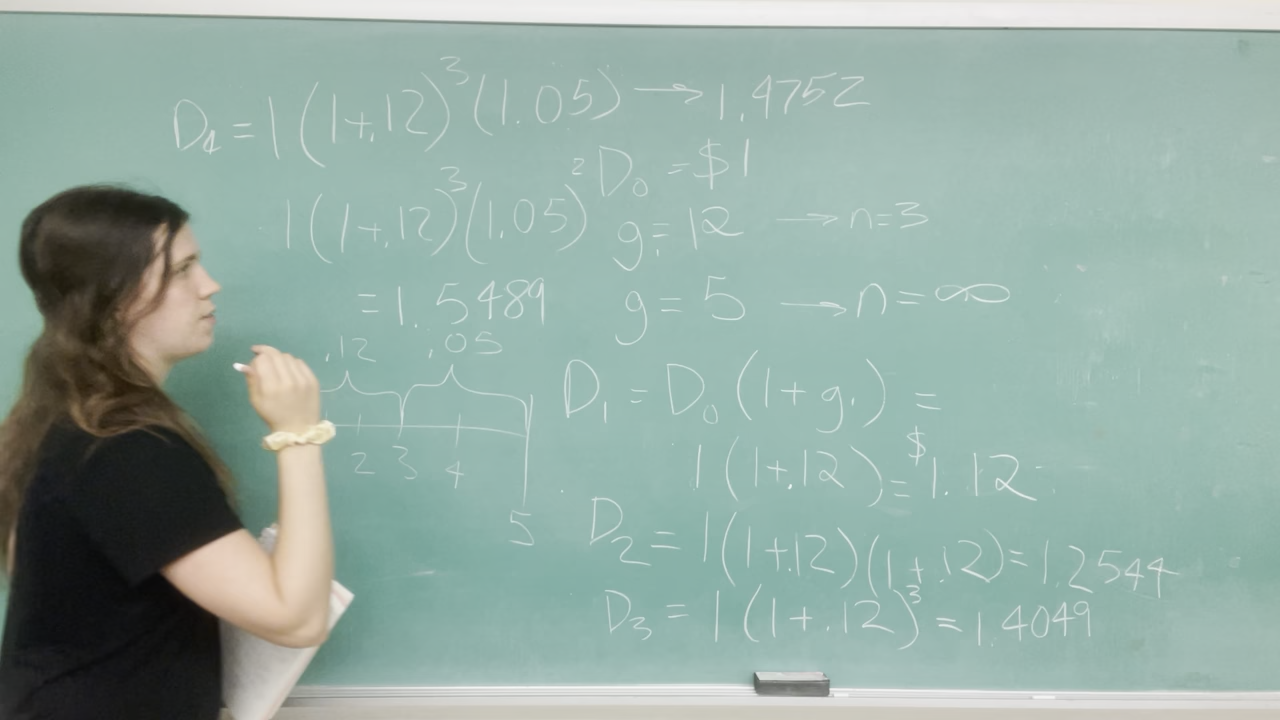 D₄ = 1(1+.12)³(1.05) → 1.4752
D₀ = $1
1(1+.12)³(1.05)²
g₁ = 12 → n=3
= 1.5489
g = 5 → n=∞
.12 .05
2 3 4
5
D₁ = D₀(1+g₁) =
1(1+.12) = $1.12
D₂ = 1(1+.12)(1+.12) = 1.2544
D₃ = 1(1+.12)³ = 1.4049